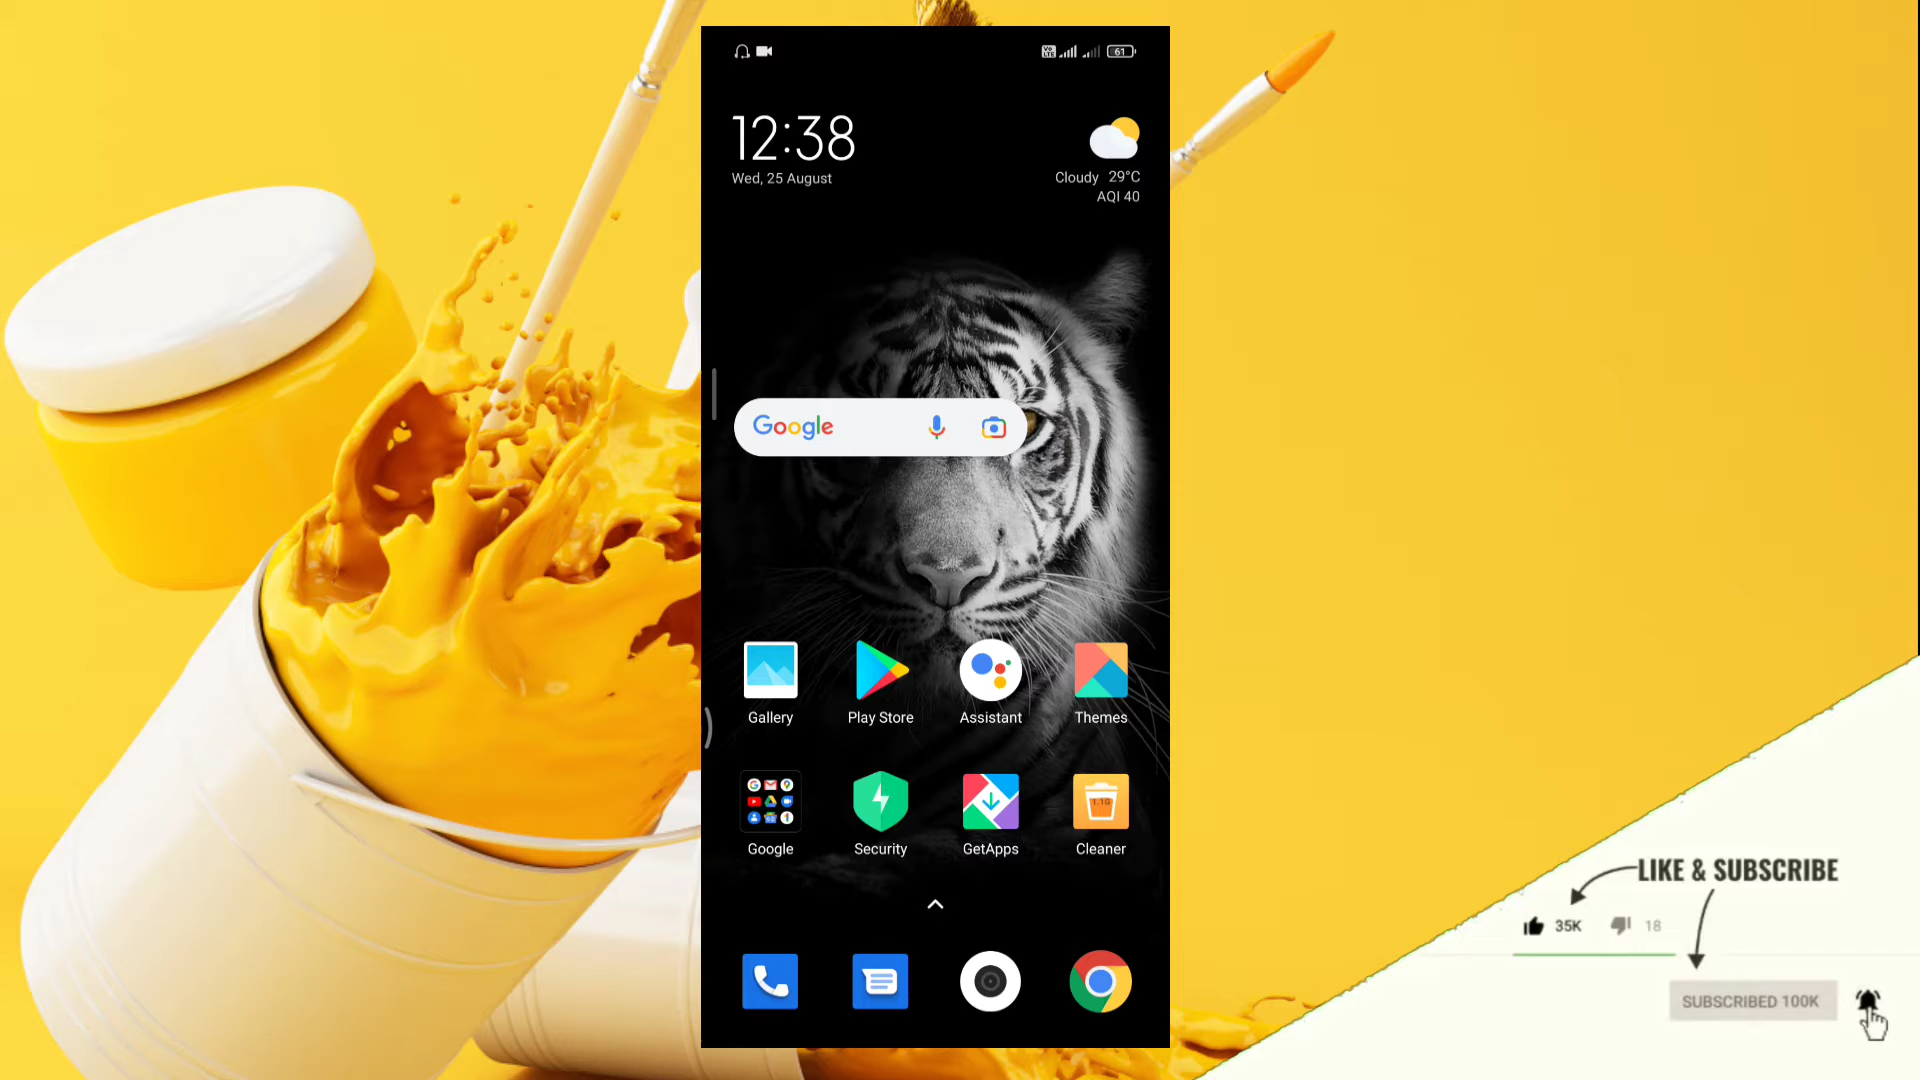 61
12:38
Wed, 25 August
Cloudy 29°C
AQI 40
Google
Gallery
Play Store
Assistant
Themes
Google
Security
GetApps
Cleaner
LIKE & SUBSCRIBE
35K
18
SUBSCRIBED 100K